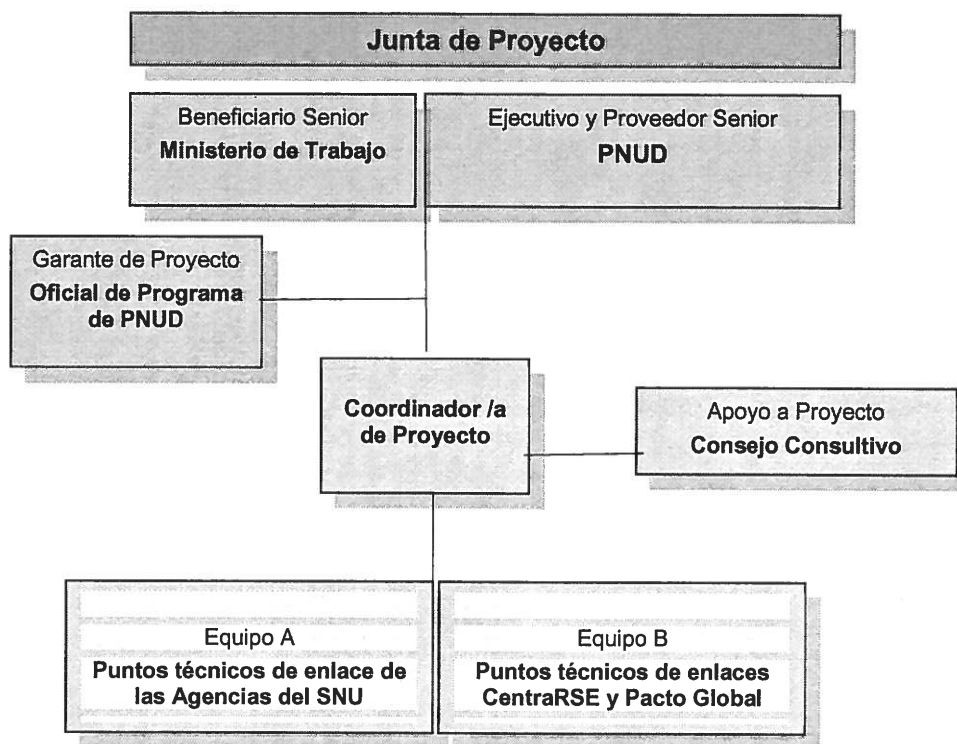 Junta de Proyecto
Beneficiario Senior
Ministerio de Trabajo
Ejecutivo y Proveedor Senior
PNUD
Garante de Proyecto
Oficial de Programa
de PNUD
Coordinador /a
de Proyecto
Apoyo a Proyecto
Consejo Consultivo
Equipo A
Puntos técnicos de enlace de
las Agencias del SNU
Equipo B
Puntos técnicos de enlaces
CentraRSE y Pacto Global